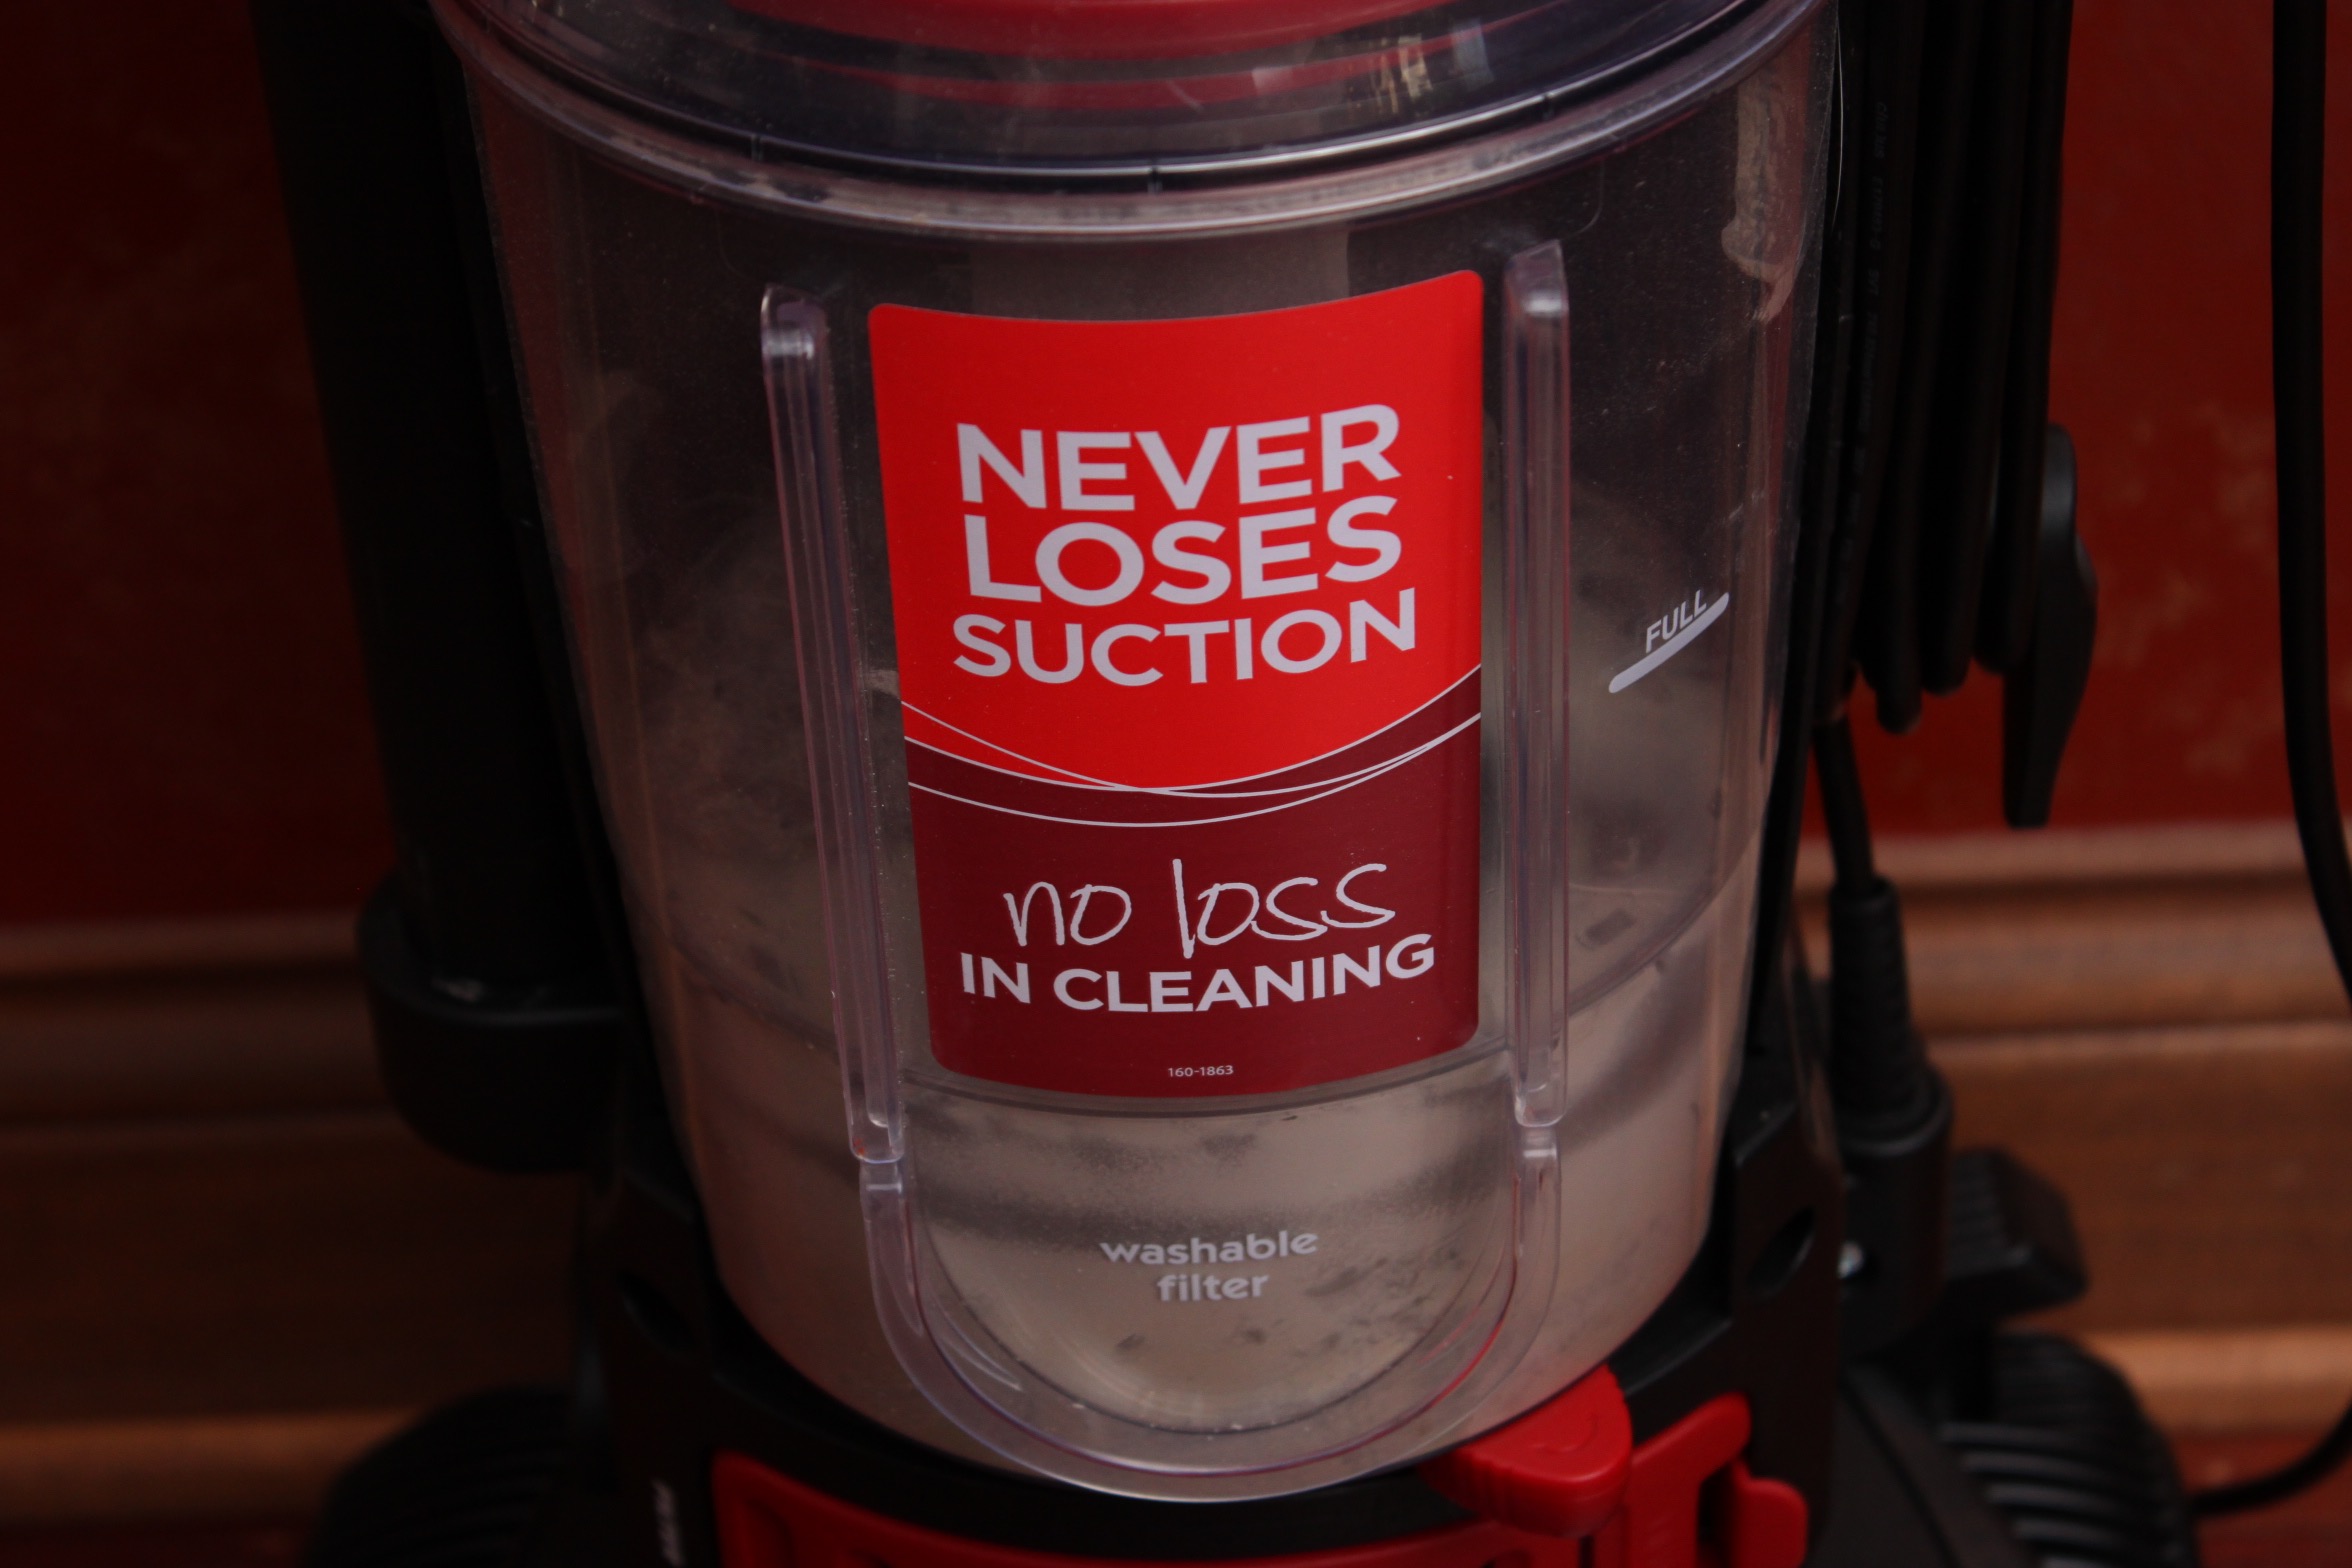 NEVER
LOSES
SUCTION
FULL
no loss
IN CLEANING
160-1863
washable
filter